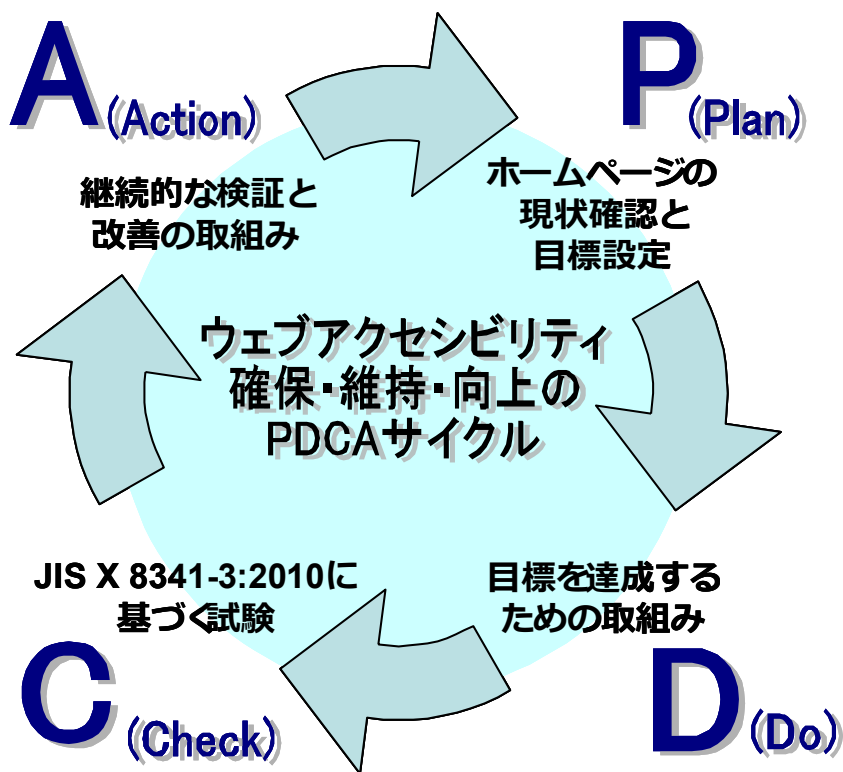 A(Action)
継続的な検証と
改善の取組み
P(Plan)
ホームページの
現状確認と
目標設定
ウェブアクセシビリティ
確保・維持・向上の
PDCAサイクル
JIS X 8341-3:2010に
基づく試験
C(Check)
目標を達成する
ための取組み
D(Do)